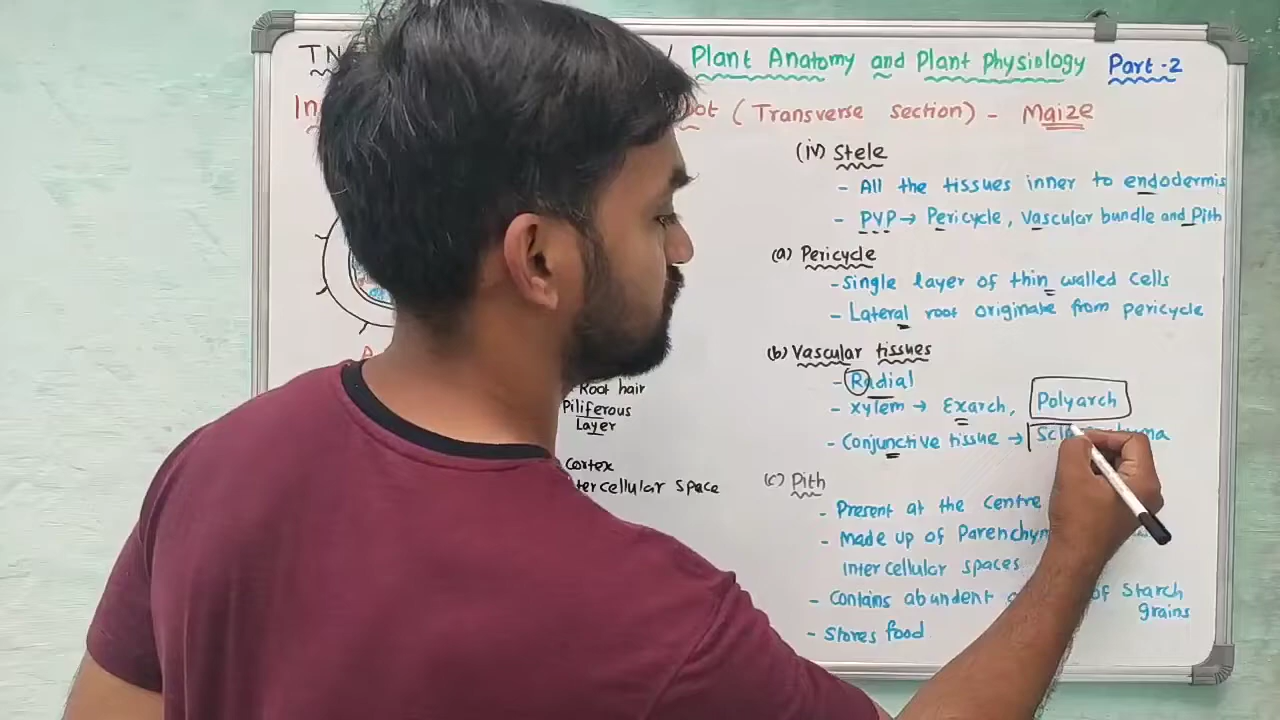 TN
Plant Anatomy and Plant Physiology Part-2
(Transverse section) - Maize
(iv) Stele
- All the tissues inner to endodermis
- PVP → Pericycle, Vascular bundle and Pith
(a) Pericycle
- Single layer of thin walled cells
- Lateral root originate from pericycle
(b) Vascular tissues
- Radial
- Xylem → Exarch, Polyarch
- Conjunctive tissue →
(c) Pith
- Present at the centre
- Made up of
intercellular spaces
- Contains abundent of starch
grains
- Stores food
Root hair
Piliferous
Layer
Cortex
tercellular space